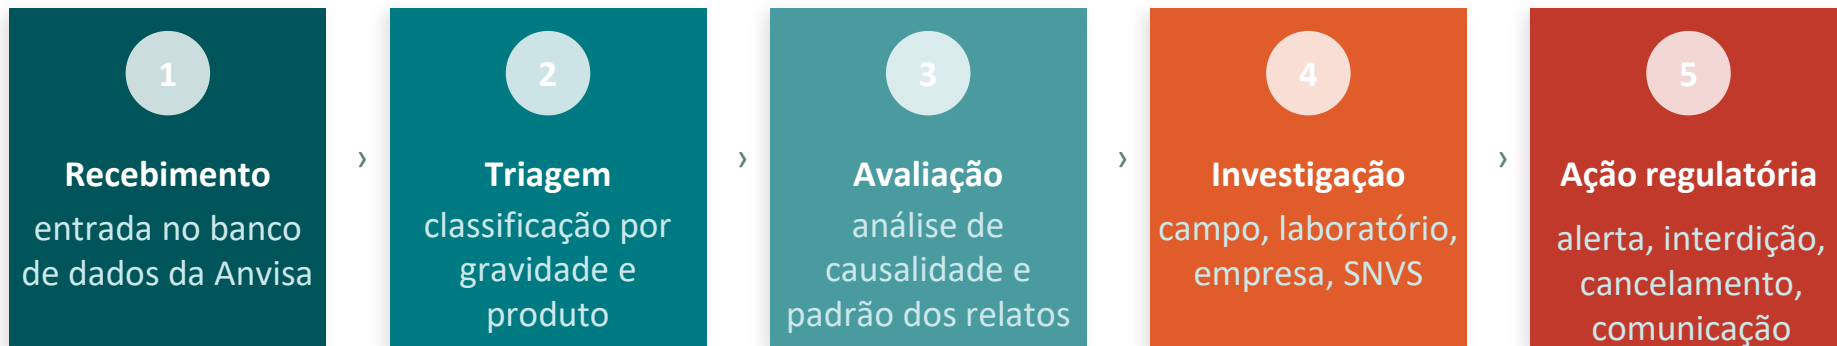 1
Recebimento
entrada no banco
de dados da Anvisa
›
2
Triagem
classificação por
gravidade e
produto
›
3
Avaliação
análise de
causalidade e
padrão dos relatos
›
4
Investigação
campo, laboratório,
empresa, SNVS
›
5
Ação regulatória
alerta, interdição,
cancelamento,
comunicação